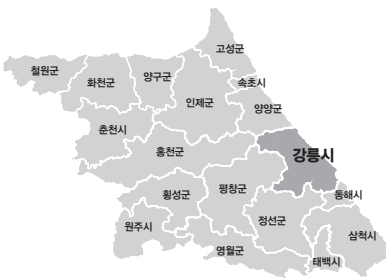 고성군
철원군
화천군
양구군
속초시
인제군
양양군
춘천시
홍천군
강릉시
횡성군
평창군
동해시
원주시
정선군
삼척시
영월군
태백시